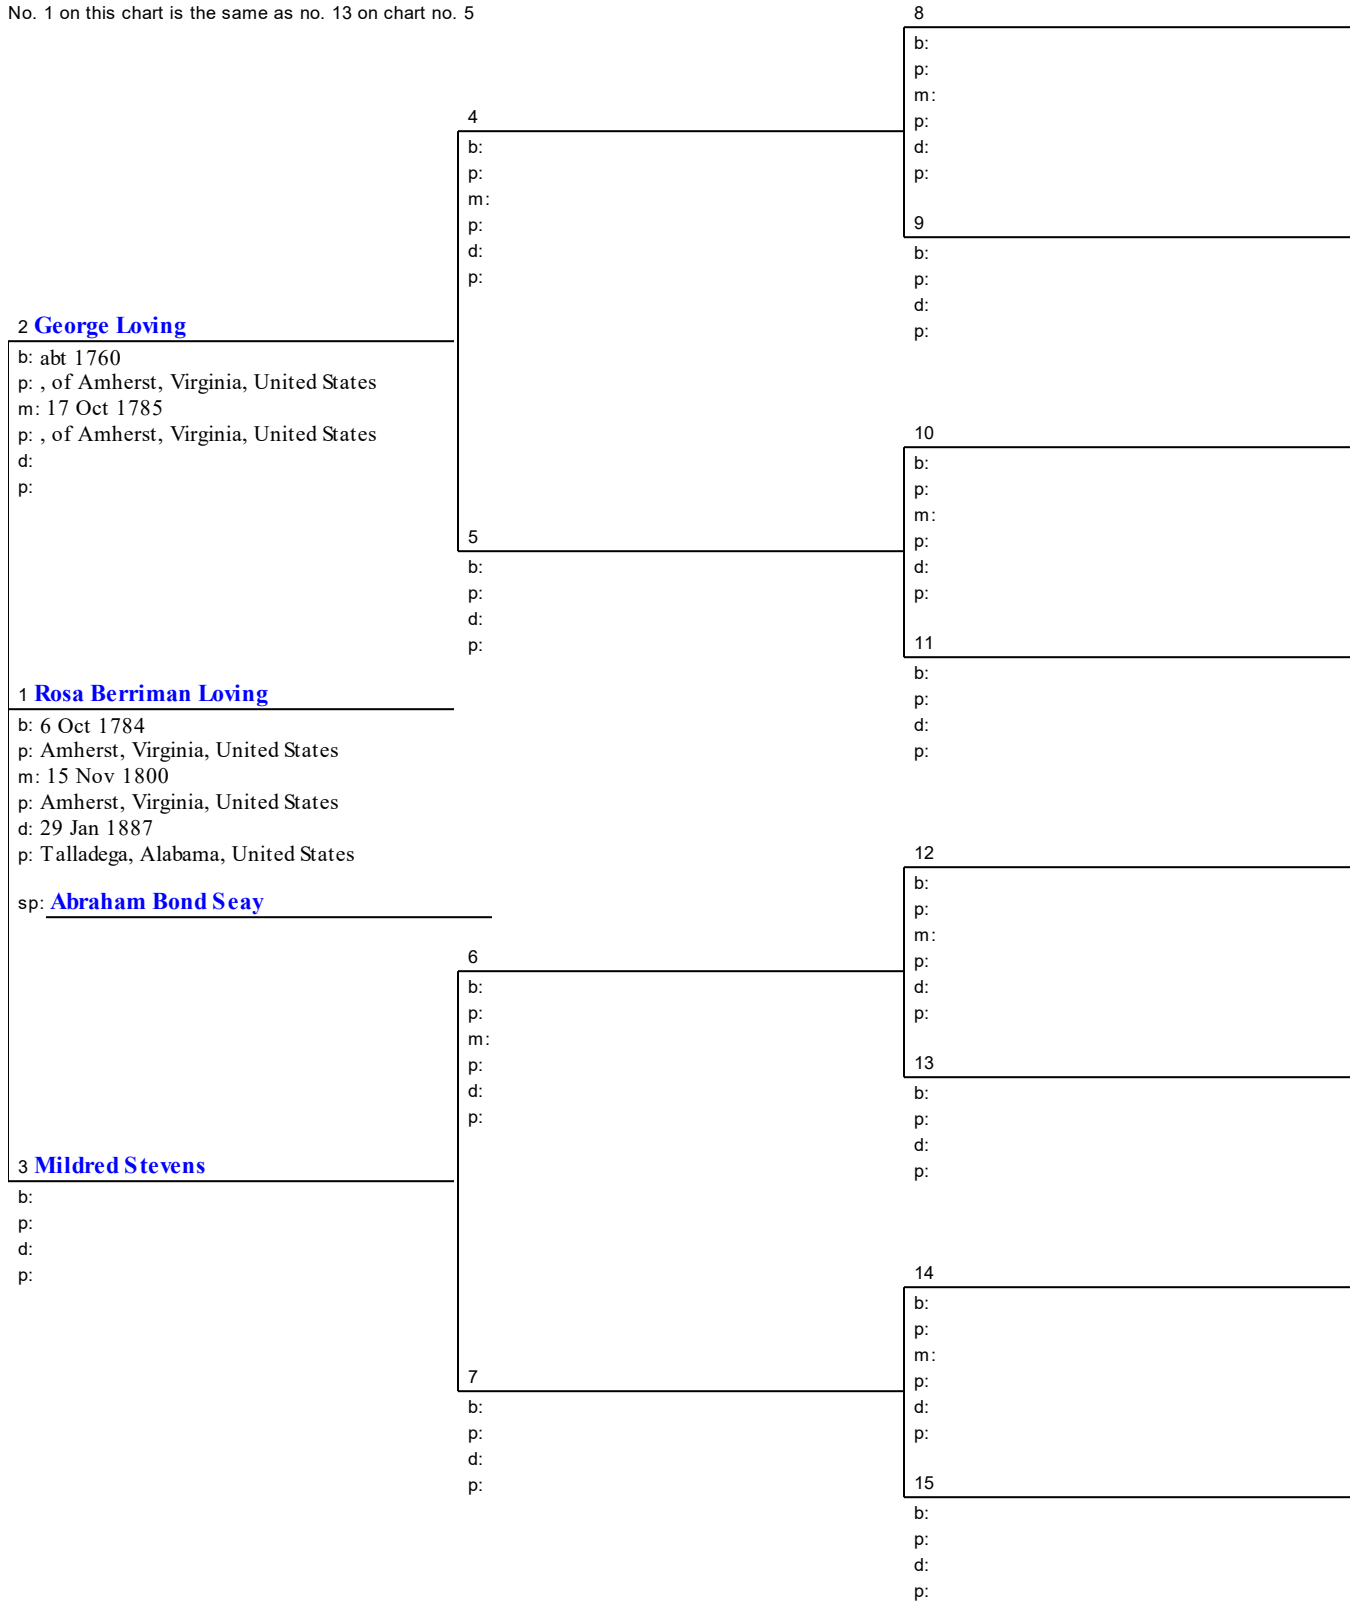 No. 1 on this chart is the same as no. 13 on chart no. 5
8
b:
p:
m:
p:
d:
p:
4
b:
p:
m:
p:
d:
p:
9
b:
p:
d:
p:
2 George Loving
b: abt 1760
p: , of Amherst, Virginia, United States
m: 17 Oct 1785
p: , of Amherst, Virginia, United States
d:
p:
10
b:
p:
m:
p:
d:
p:
5
b:
p:
d:
p:
11
b:
p:
d:
p:
1 Rosa Berriman Loving
b: 6 Oct 1784
p: Amherst, Virginia, United States
m: 15 Nov 1800
p: Amherst, Virginia, United States
d: 29 Jan 1887
p: Talladega, Alabama, United States
sp: Abraham Bond Seay
12
b:
p:
m:
p:
d:
p:
6
b:
p:
m:
p:
d:
p:
13
b:
p:
d:
p:
3 Mildred Stevens
b:
p:
d:
p:
14
b:
p:
m:
p:
d:
p:
7
b:
p:
d:
p:
15
b:
p:
d:
p: